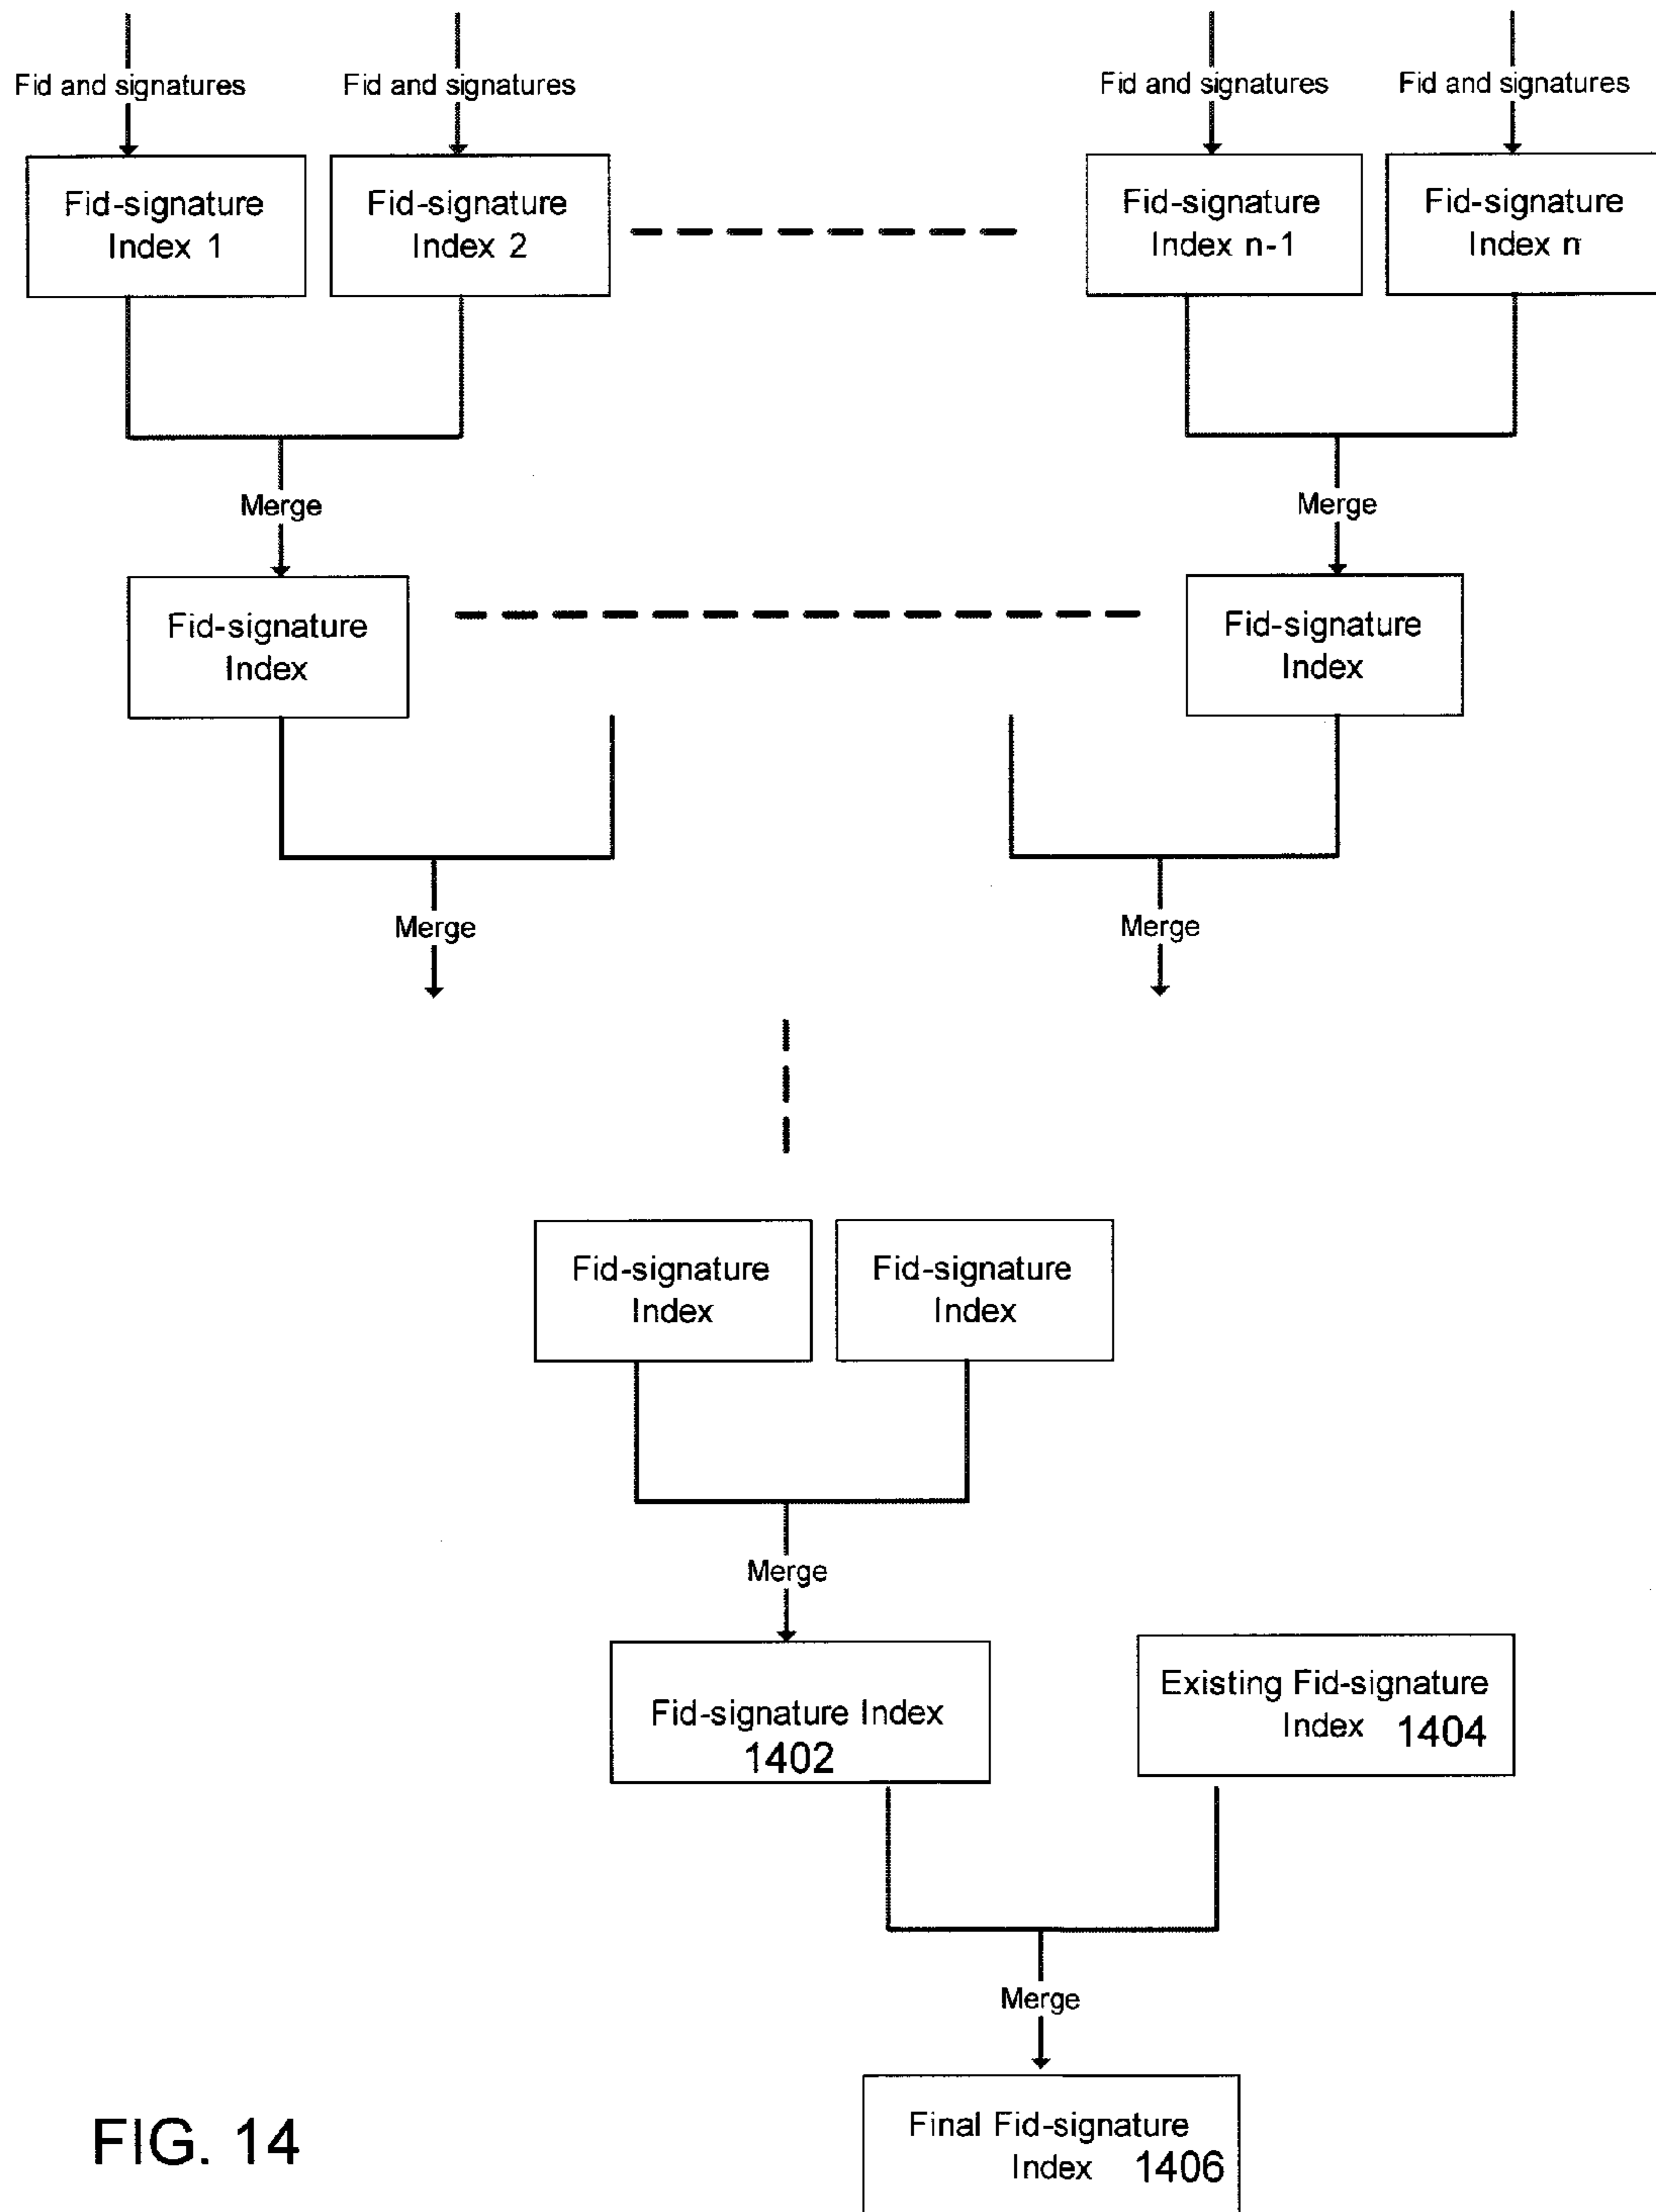 Fid and signatures
Fid and signatures
Fid and signatures
Fid and signatures
Fid-signature
Index 1
Fid-signature
Index 2
Fid-signature
Index n-1
Fid-signature
Index n
Merge
Merge
Fid-signature
Index
Fid-signature
Index
Merge
Merge
Fid-signature
Index
Fid-signature
Index
Merge
Fid-signature Index
1402
Existing Fid-signature
Index 1404
Merge
Final Fid-signature
Index 1406
FIG. 14